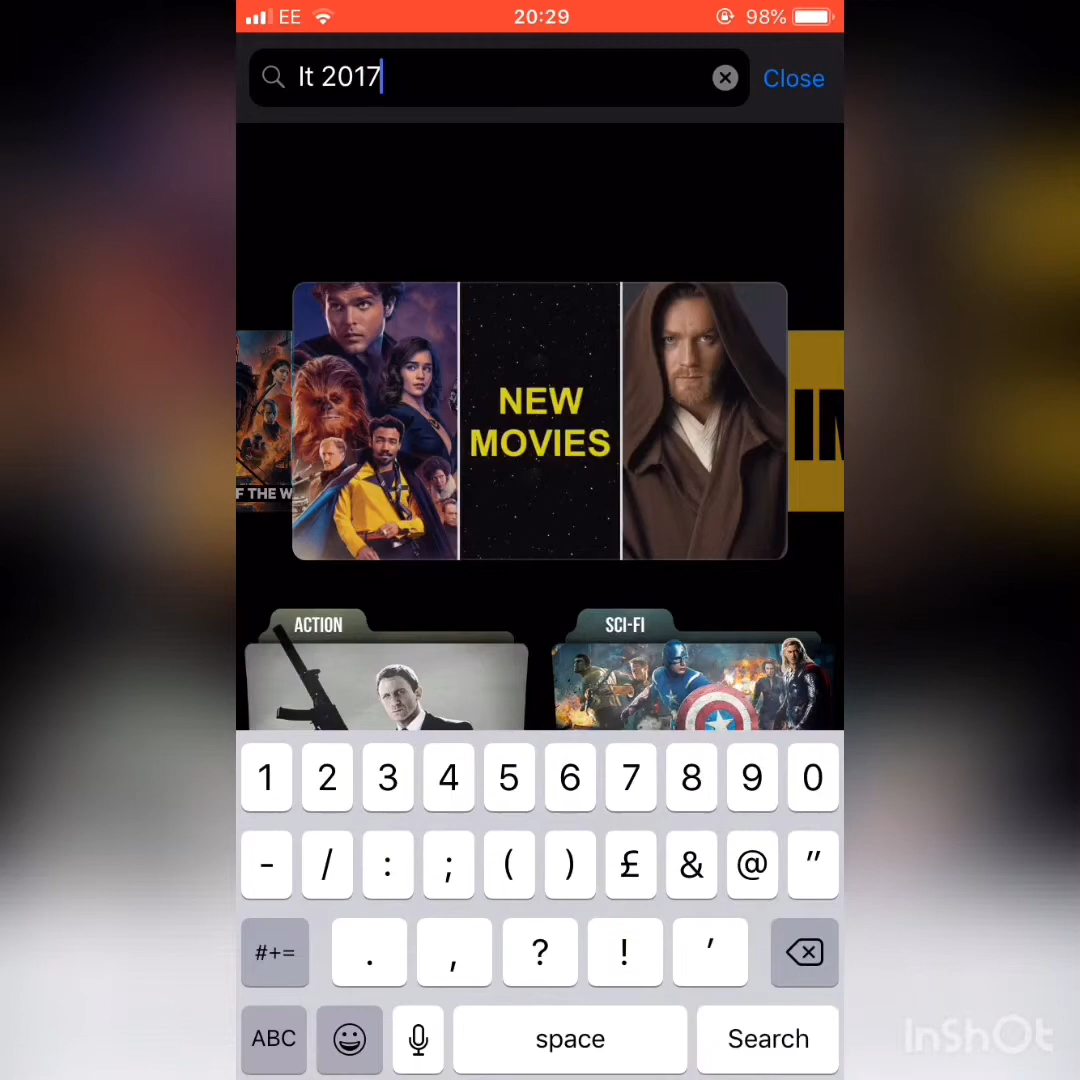 EE 20:29 98%
It 2017 Close
NEW
MOVIES
F THE W
ACTION SCI-FI
1 2 3 4 5 6 7 8 9 0
- / : ; ( ) £ & @ "
#+= . , ? ! '
ABC space Search
InShOt